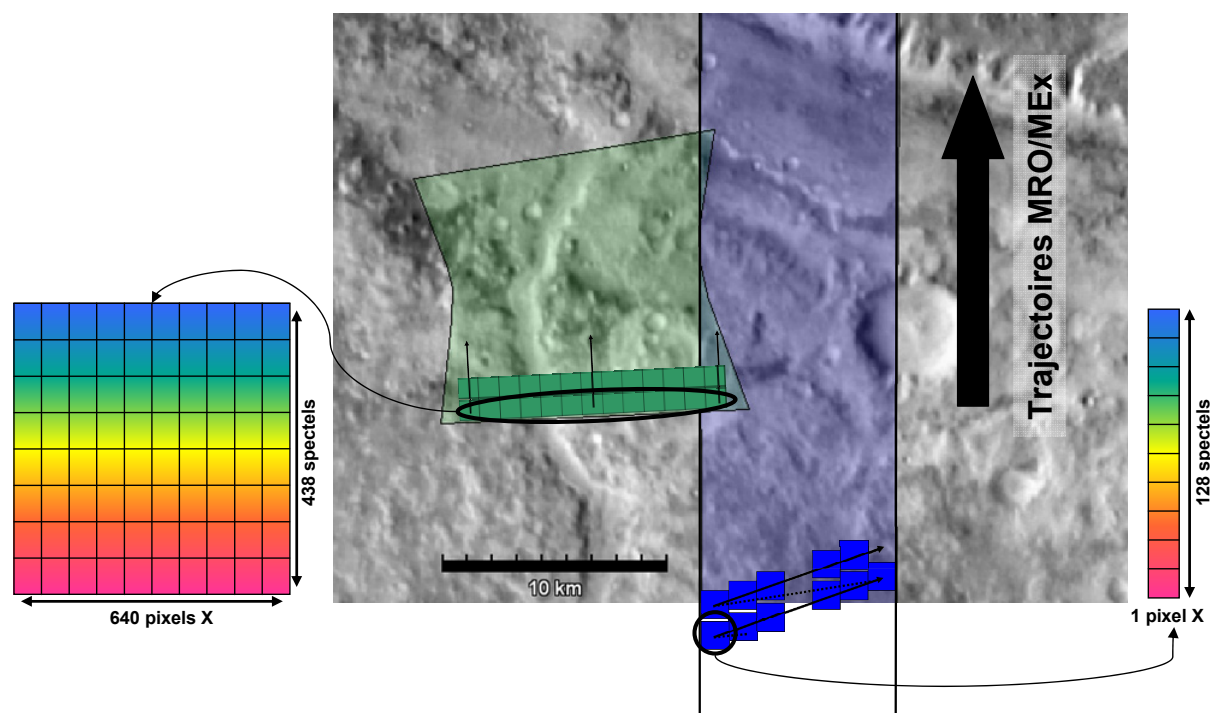 Trajectoires MRO/MEx
438 spectels
640 pixels X
10 km
128 spectels
1 pixel X